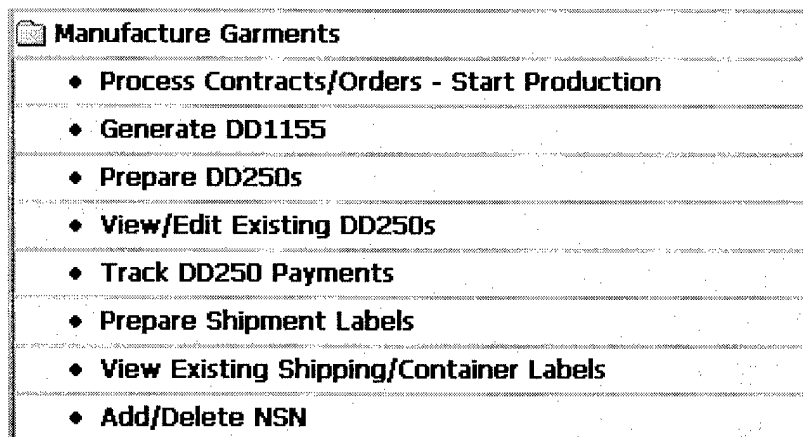 Manufacture Garments
Process Contracts/Orders - Start Production
Generate DD1155
Prepare DD250s
View/Edit Existing DD250s
Track DD250 Payments
Prepare Shipment Labels
View Existing Shipping/Container Labels
Add/Delete NSN